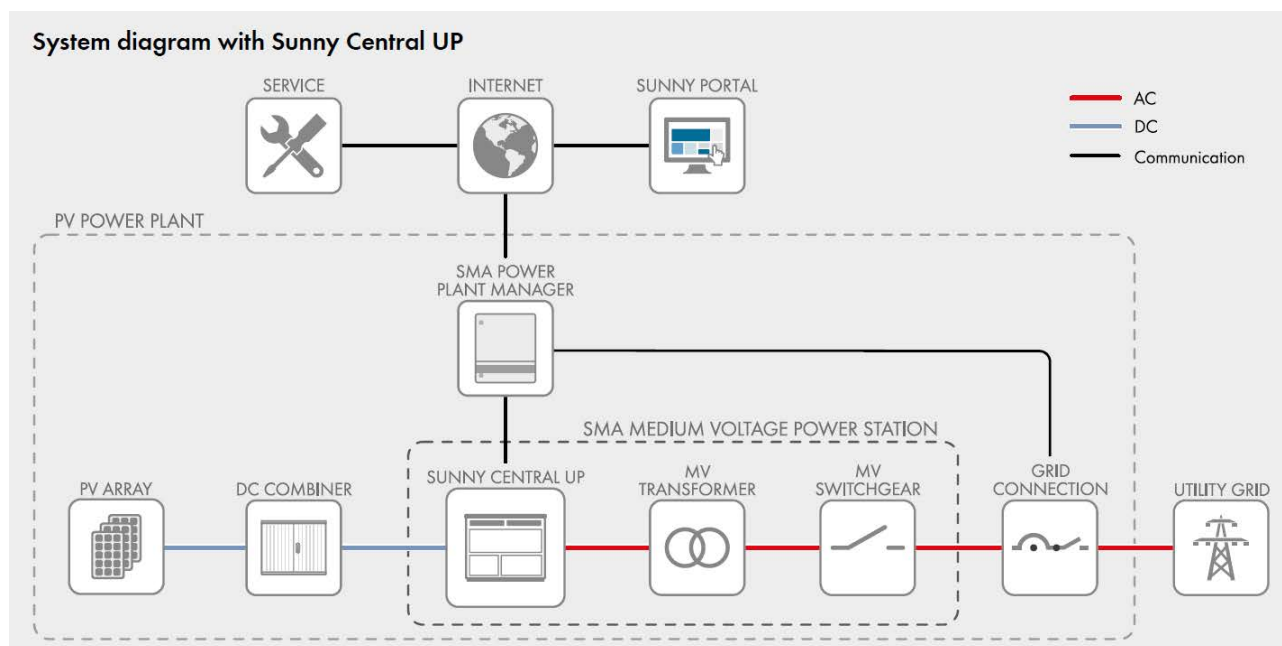 System diagram with Sunny Central UP
SERVICE
INTERNET
SUNNY PORTAL
AC
DC
Communication
PV POWER PLANT
SMA POWER
PLANT MANAGER
SMA MEDIUM VOLTAGE POWER STATION
PV ARRAY
DC COMBINER
SUNNY CENTRAL UP
MV
TRANSFORMER
MV
SWITCHGEAR
GRID
CONNECTION
UTILITY GRID